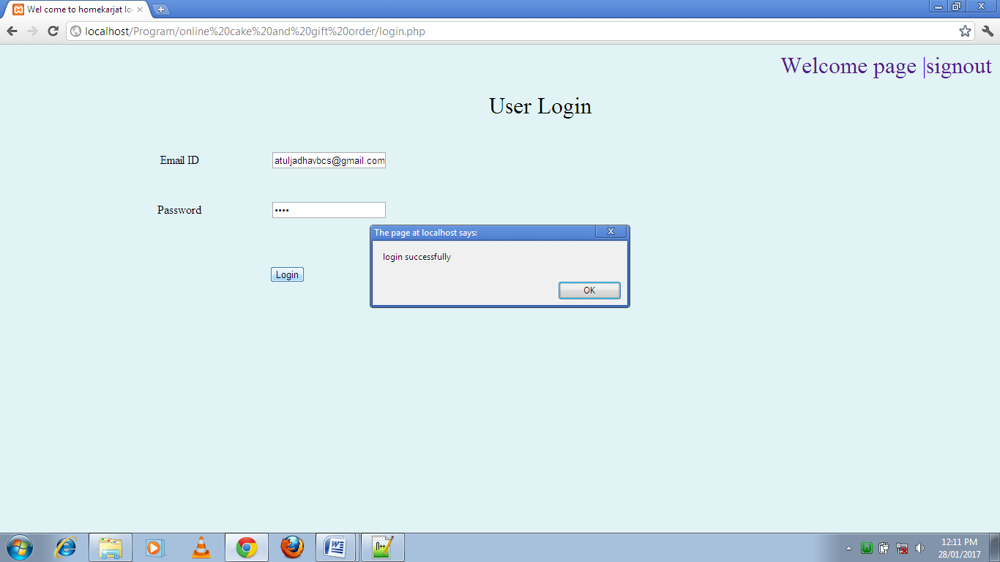 Wel come to homekarjat lo
localhost/Program/online%20cake%20and%20gift%20order/login.php
Welcome page |signout
User Login
Email ID
atuljadhavbcs@gmail.com
Password
••••
The page at localhost says:
login successfully
OK
Login
12:11 PM
28/01/2017